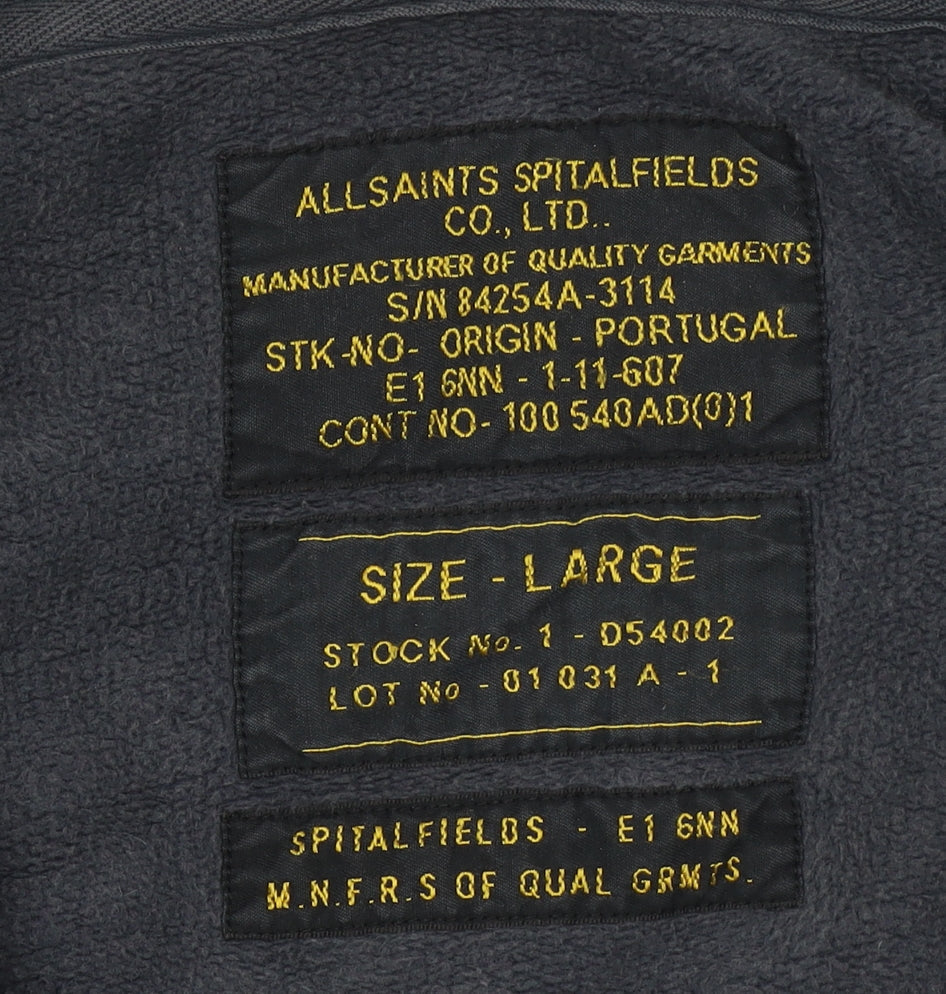 ALLSAINTS SPITALFIELDS
CO., LTD..
MANUFACTURER OF QUALITY GARMENTS
S/N 84254A-3114
STK-NO- ORIGIN - PORTUGAL
E1 6NN - 1-11-607
CONT NO- 100 540AD(0)1
SIZE - LARGE
STOCK No. 1 - D54002
LOT No - 01 031 A - 1
SPITALFIELDS - E1 6NN
M.N.F.R.S OF QUAL GRMTS.